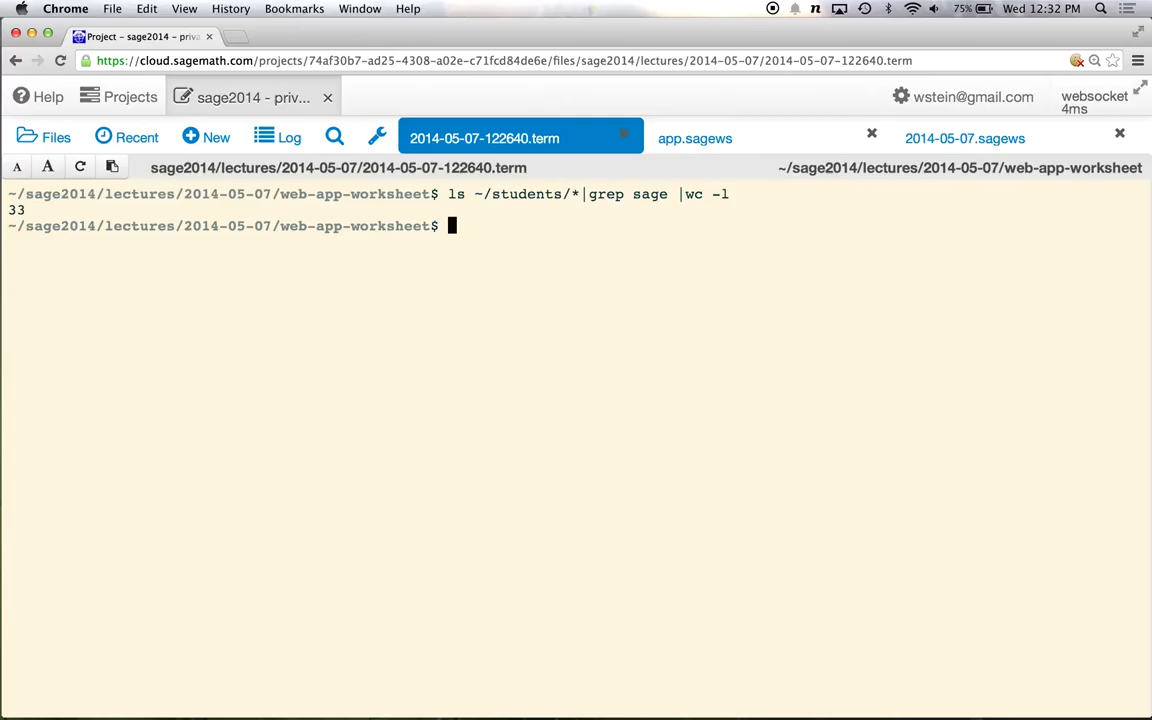 Chrome File Edit View History Bookmarks Window Help 75% Wed 12:32 PM
Project – sage2014 – priva
https://cloud.sagemath.com/projects/74af30b7-ad25-4308-a02e-c71fcd84de6e/files/sage2014/lectures/2014-05-07/2014-05-07-122640.term
Help Projects sage2014 - priv... wstein@gmail.com websocket
4ms
Files Recent New Log 2014-05-07-122640.term app.sagews 2014-05-07.sagews
A A sage2014/lectures/2014-05-07/2014-05-07-122640.term ~/sage2014/lectures/2014-05-07/web-app-worksheet
~/sage2014/lectures/2014-05-07/web-app-worksheet$ ls ~/students/*|grep sage |wc -l
33
~/sage2014/lectures/2014-05-07/web-app-worksheet$